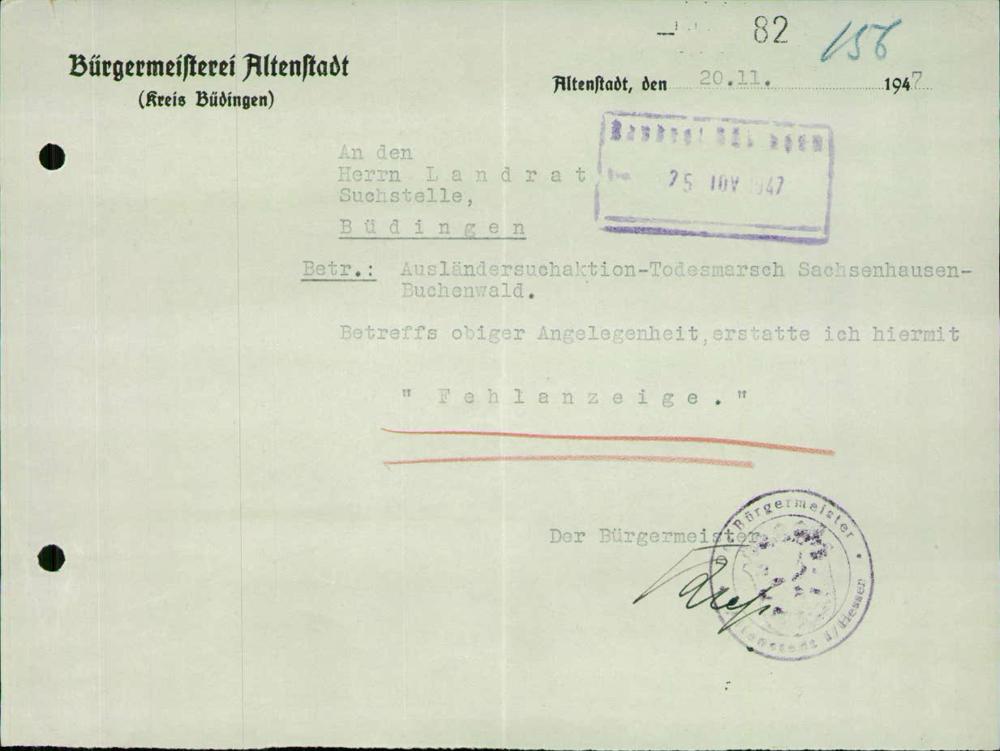 82
156
Bürgermeisterei Altenstadt
(Kreis Büdingen)
Altenstadt, den 20.11. 1947
25 NOV 1947
An den
Herrn Landrat
Suchstelle,
Büdingen
Betr.: Ausländersuchaktion-Todesmarsch Sachsenhausen-
Buchenwald.
Betreffs obiger Angelegenheit, erstatte ich hiermit
" Fehlanzeige. "
Der Bürgermeister
Bürgermeister
Hessen